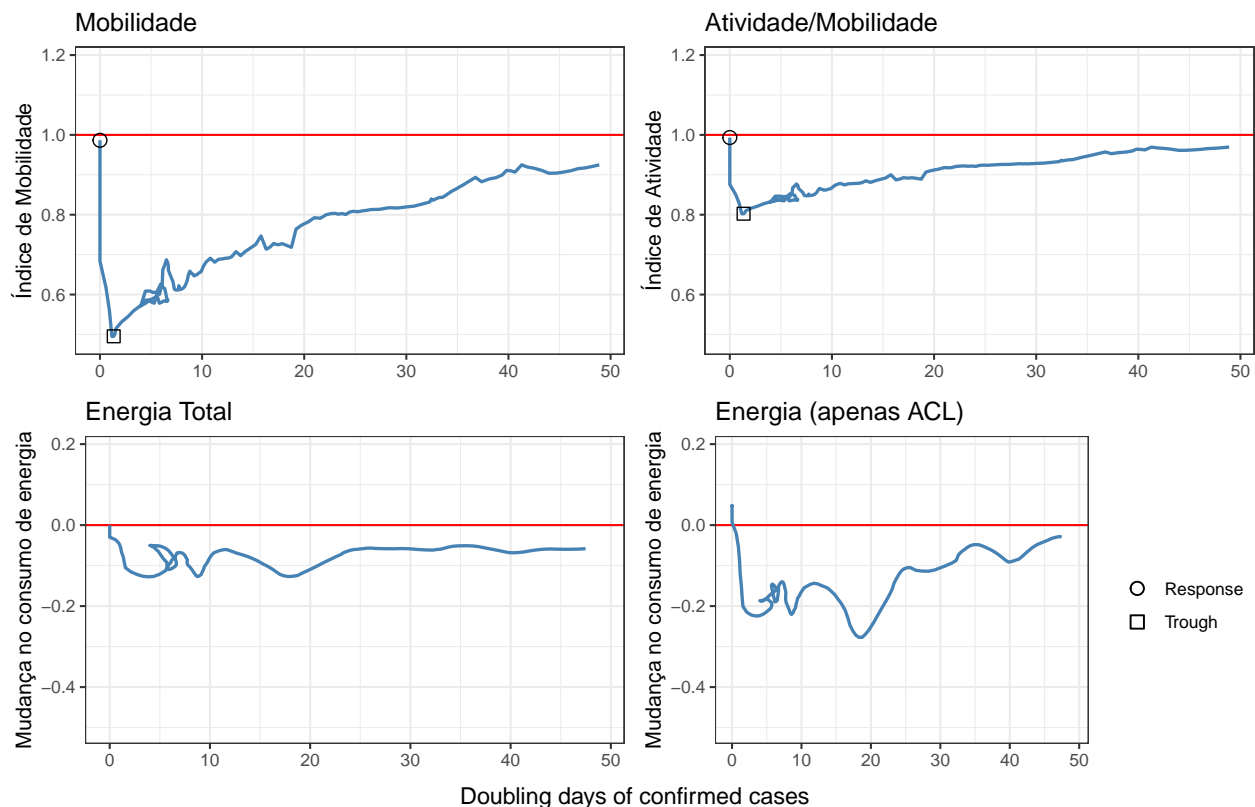 Mobilidade
Índice de Mobilidade
1.2
1.0
0.8
0.6
0 10 20 30 40 50
Atividade/Mobilidade
Índice de Atividade
1.2
1.0
0.8
0.6
0 10 20 30 40 50
Energia Total
Mudança no consumo de energia
0.2
0.0
−0.2
−0.4
0 10 20 30 40 50
Energia (apenas ACL)
Mudança no consumo de energia
0.2
0.0
−0.2
−0.4
0 10 20 30 40 50
Response
Trough
Doubling days of confirmed cases